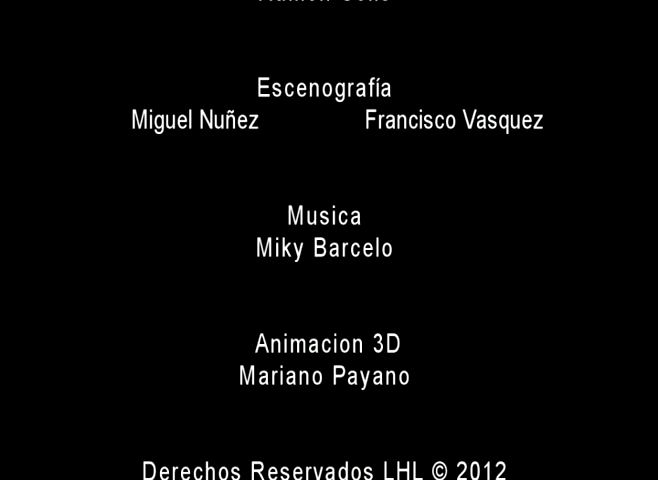 Escenografía
Miguel Nuñez Francisco Vasquez
Musica
Miky Barcelo
Animacion 3D
Mariano Payano
Derechos Reservados LHL © 2012